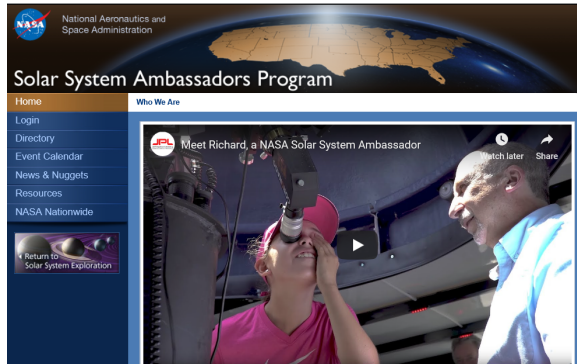 NASA
National Aeronautics and
Space Administration
Solar System Ambassadors Program
Home
Who We Are
Login
Directory
Event Calendar
News & Nuggets
Resources
NASA Nationwide
Return to
Solar System Exploration
JPL
Meet Richard, a NASA Solar System Ambassador
Watch later
Share